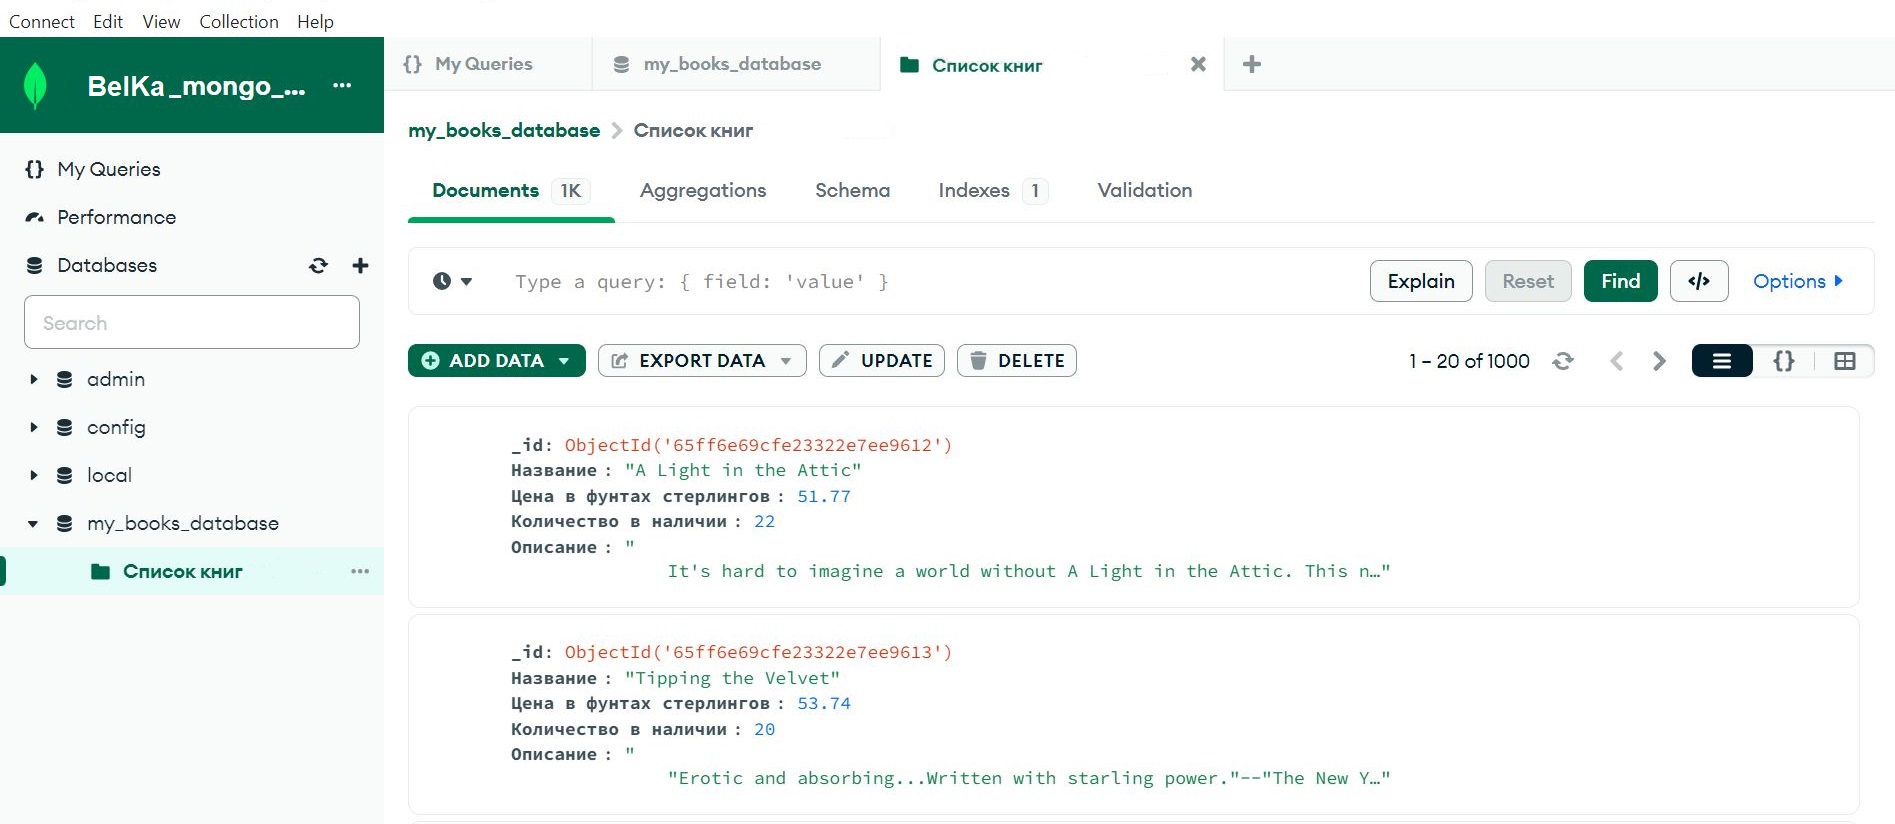 Connect Edit View Collection Help
BelKa_mongo_... ...
{} My Queries my_books_database Список книг
my_books_database > Список книг
My Queries
Performance
Databases
Search
admin
config
local
my_books_database
Список книг ...
Documents 1K Aggregations Schema Indexes 1 Validation
Type a query: { field: 'value' } Explain Reset Find </> Options
ADD DATA EXPORT DATA UPDATE DELETE 1 – 20 of 1000 {}
_id: ObjectId('65ff6e69cfe23322e7ee9612')
Название : "A Light in the Attic"
Цена в фунтах стерлингов : 51.77
Количество в наличии : 22
Описание : "
It's hard to imagine a world without A Light in the Attic. This n…"
_id: ObjectId('65ff6e69cfe23322e7ee9613')
Название : "Tipping the Velvet"
Цена в фунтах стерлингов : 53.74
Количество в наличии : 20
Описание : "
"Erotic and absorbing...Written with starling power."--"The New Y…"